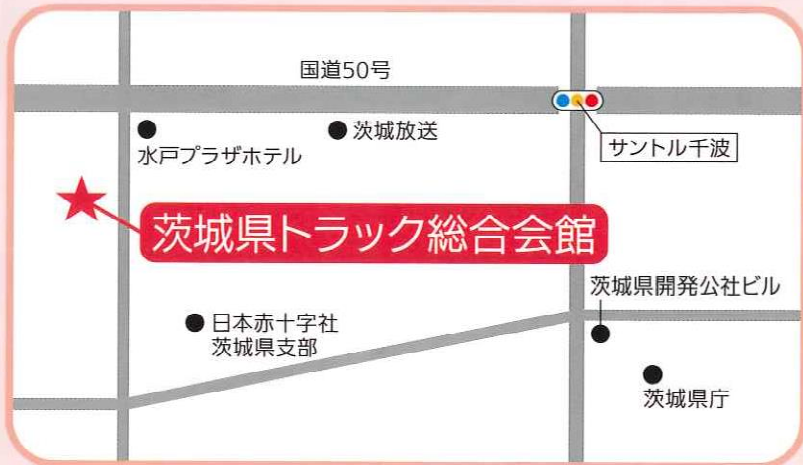 国道50号
水戸プラザホテル
茨城放送
サントル千波
茨城県トラック総合会館
茨城県開発公社ビル
日本赤十字社
茨城県支部
茨城県庁